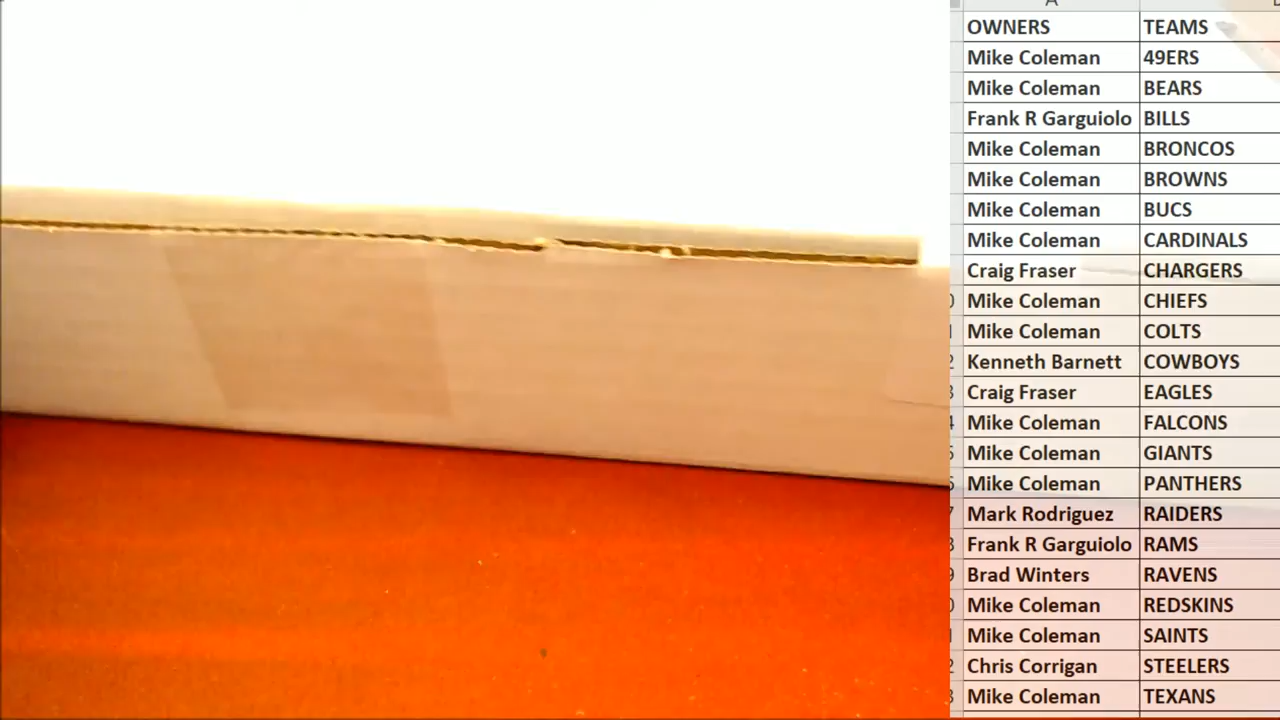 A
OWNERS TEAMS
Mike Coleman 49ERS
Mike Coleman BEARS
Frank R Garguiolo BILLS
Mike Coleman BRONCOS
Mike Coleman BROWNS
Mike Coleman BUCS
Mike Coleman CARDINALS
Craig Fraser CHARGERS
Mike Coleman CHIEFS
Mike Coleman COLTS
Kenneth Barnett COWBOYS
Craig Fraser EAGLES
Mike Coleman FALCONS
Mike Coleman GIANTS
Mike Coleman PANTHERS
Mark Rodriguez RAIDERS
Frank R Garguiolo RAMS
Brad Winters RAVENS
Mike Coleman REDSKINS
Mike Coleman SAINTS
Chris Corrigan STEELERS
Mike Coleman TEXANS